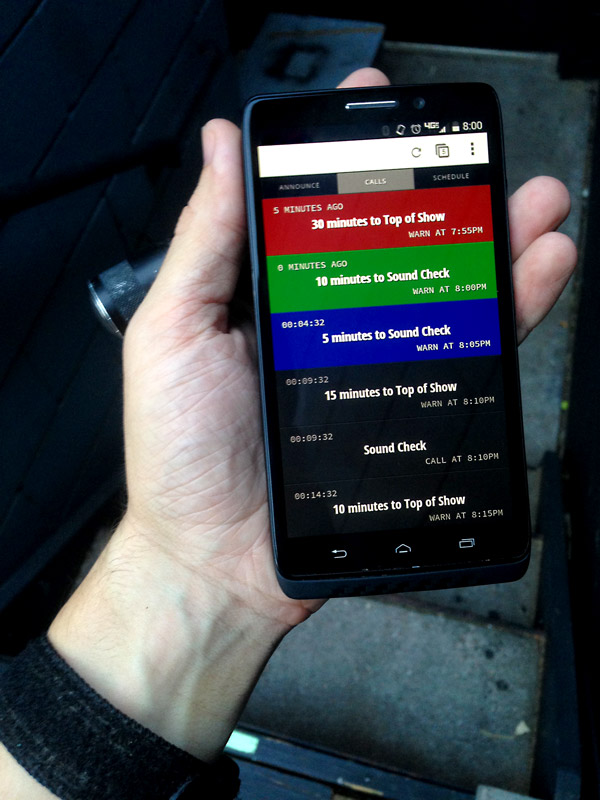 4G 8:00
ANNOUNCE CALLS SCHEDULE
5 MINUTES AGO
30 minutes to Top of Show
WARN AT 7:55PM
0 MINUTES AGO
10 minutes to Sound Check
WARN AT 8:00PM
00:04:32
5 minutes to Sound Check
WARN AT 8:05PM
00:09:32
15 minutes to Top of Show
WARN AT 8:10PM
00:09:32
Sound Check
CALL AT 8:10PM
00:14:32
10 minutes to Top of Show
WARN AT 8:15PM